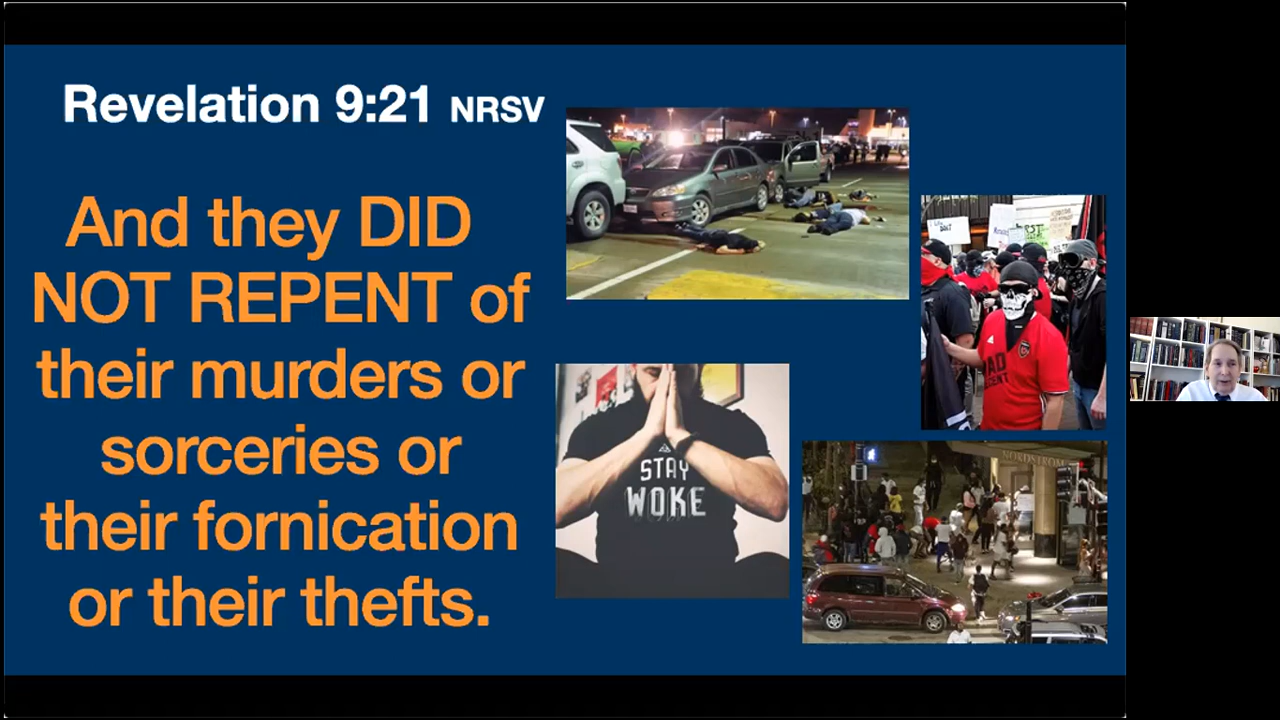 Revelation 9:21 NRSV
And they DID
NOT REPENT of
their murders or
sorceries or
their fornication
or their thefts.
STAY
WOKE
NORDSTROM